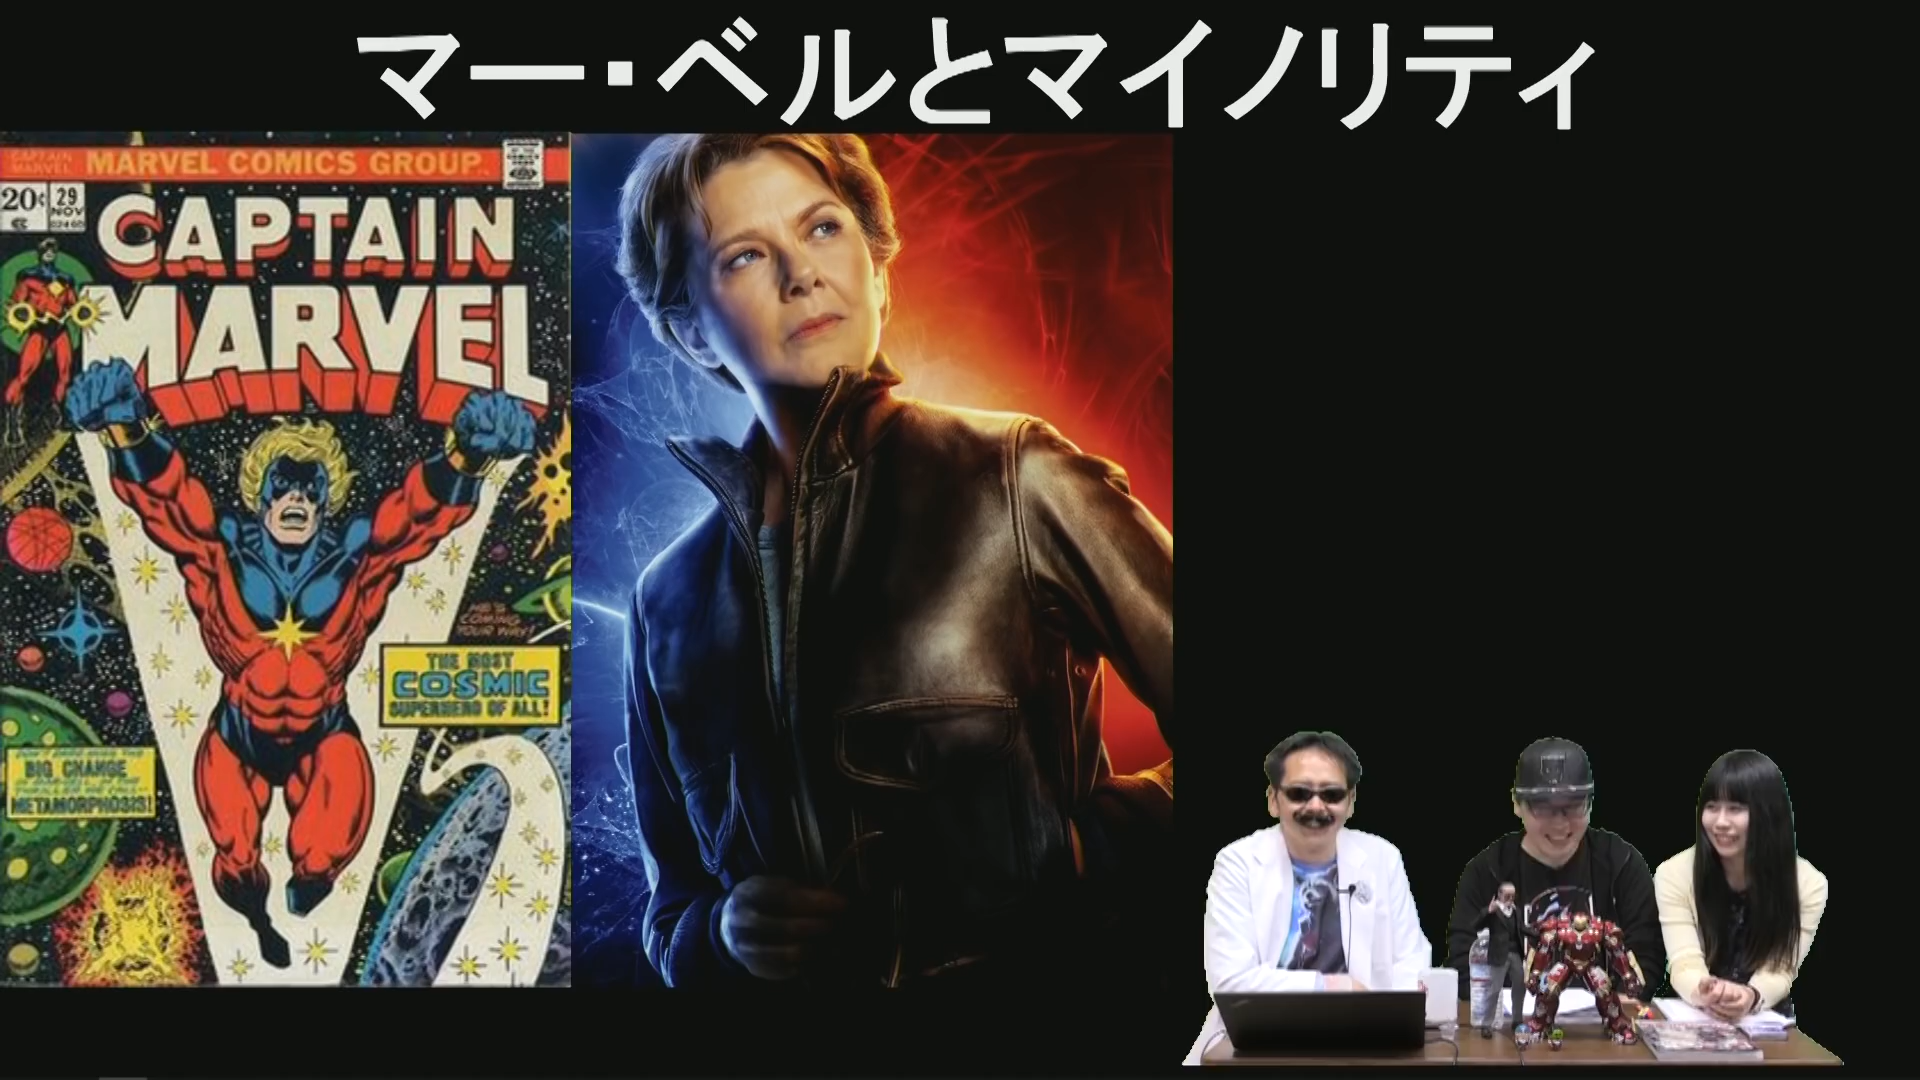 マー・ベルとマイノリティ
CAPTAIN MARVEL
MARVEL COMICS GROUP
20¢
29
NOV
CAPTAIN
MARVEL
HE'S
COMING
YOUR WAY!
THE MOST
COSMIC
SUPERHERO OF ALL!
BIG CHANGE
METAMORPHOSIS!